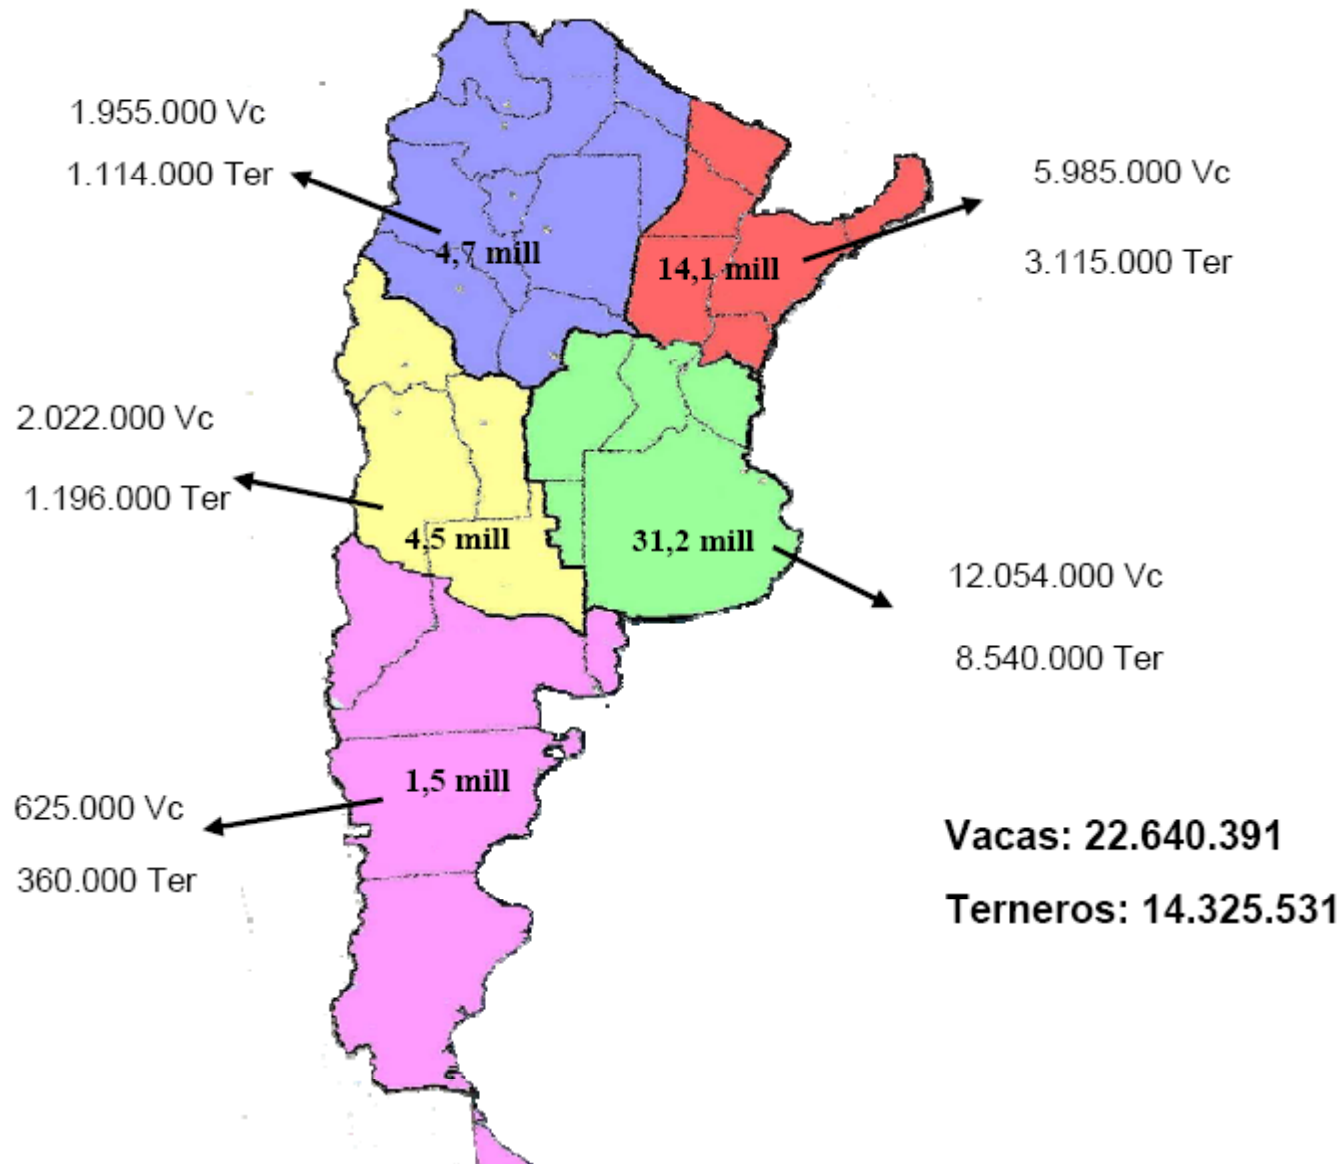 1.955.000 Vc
1.114.000 Ter
4,7 mill
5.985.000 Vc
3.115.000 Ter
14,1 mill
2.022.000 Vc
1.196.000 Ter
4,5 mill
31,2 mill
12.054.000 Vc
8.540.000 Ter
1,5 mill
625.000 Vc
360.000 Ter
Vacas: 22.640.391
Terneros: 14.325.531